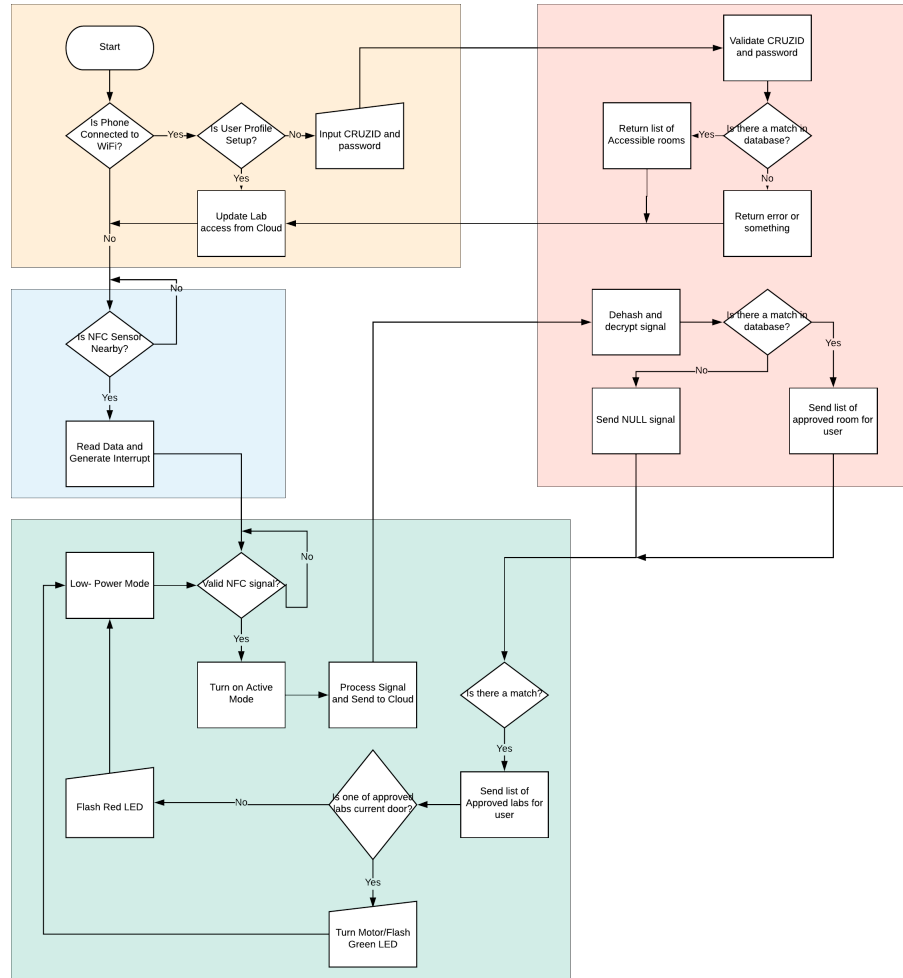 Start
Is Phone
Connected to
WiFi?
Yes
Is User Profile
Setup?
No
Input CRUZID and
password
Yes
Update Lab
access from Cloud
No
Validate CRUZID
and password
Is there a match in
database?
Yes
Return list of
Accessible rooms
No
Return error or
something
No
Is NFC Sensor
Nearby?
Yes
Read Data and
Generate Interrupt
Dehash and
decrypt signal
Is there a match in
database?
Yes
No
Send NULL signal
Send list of
approved room for
user
Low- Power Mode
Valid NFC signal?
No
Yes
Turn on Active
Mode
Process Signal
and Send to Cloud
Is there a match?
Yes
Send list of
Approved labs for
user
Is one of approved
labs current door?
No
Flash Red LED
Yes
Turn Motor/Flash
Green LED